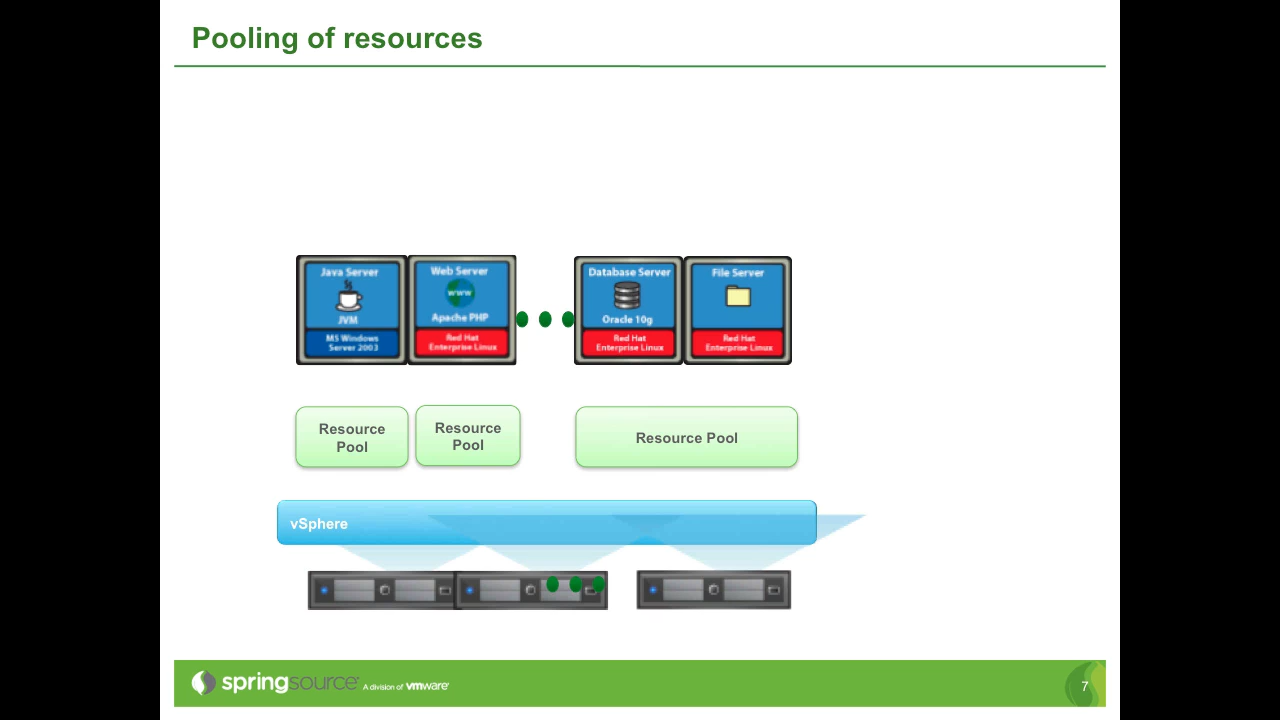 Pooling of resources
Java Server
JVM
MS Windows
Server 2003
Web Server
www
Apache PHP
Red Hat
Enterprise Linux
Database Server
Oracle 10g
Red Hat
Enterprise Linux
File Server
Red Hat
Enterprise Linux
Resource
Pool
Resource
Pool
Resource Pool
vSphere
springsource A division of vmware
7